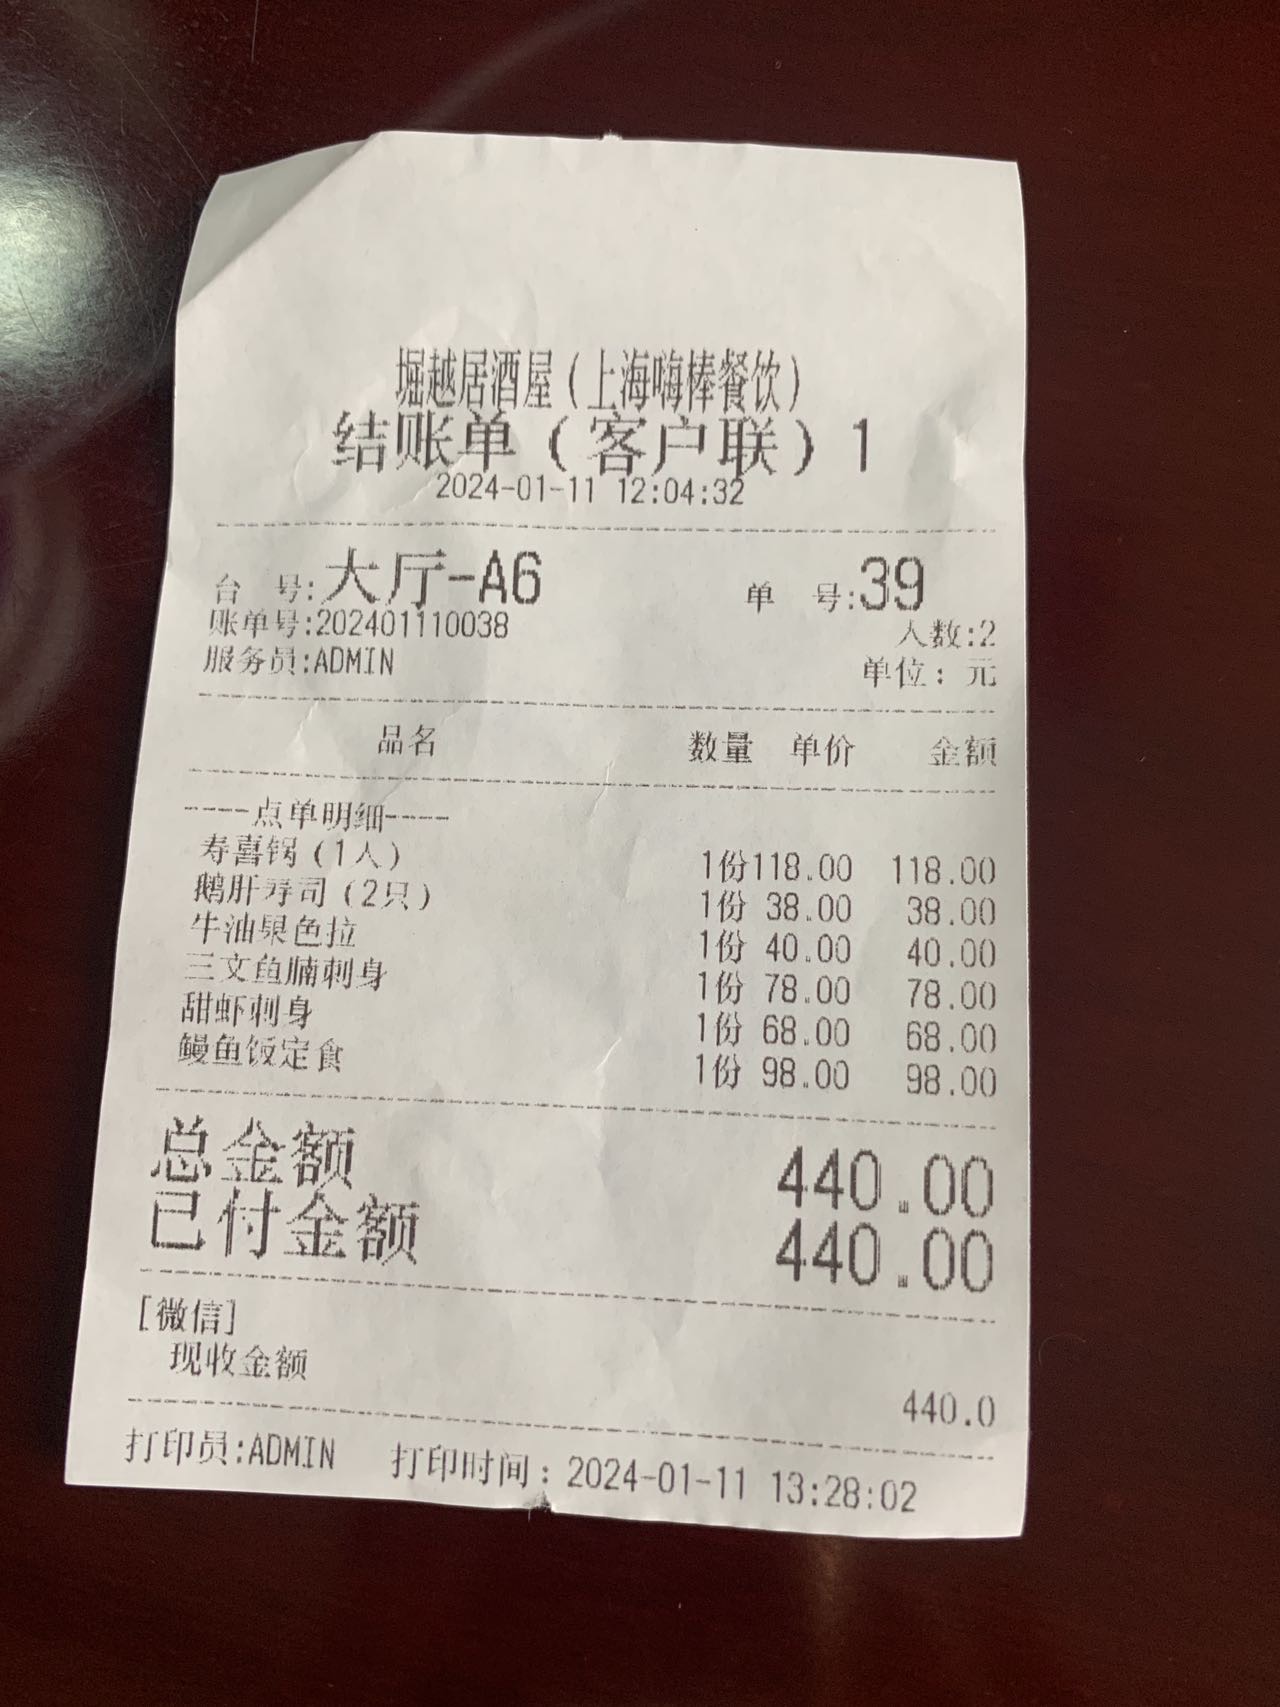 堀越居酒屋（上海嗨棒餐饮）
结账单（客户联）1
2024-01-11 12:04:32
台 号:大厅-A6 单 号:39
账单号:202401110038 人数:2
服务员:ADMIN 单位：元
品名 数量 单价 金额
----点单明细----
寿喜锅（1人） 1份118.00 118.00
鹅肝寿司（2只） 1份 38.00 38.00
牛油果色拉 1份 40.00 40.00
三文鱼腩刺身 1份 78.00 78.00
甜虾刺身 1份 68.00 68.00
鳗鱼饭定食 1份 98.00 98.00
总金额 440.00
已付金额 440.00
[微信]
现收金额 440.0
打印员:ADMIN 打印时间：2024-01-11 13:28:02